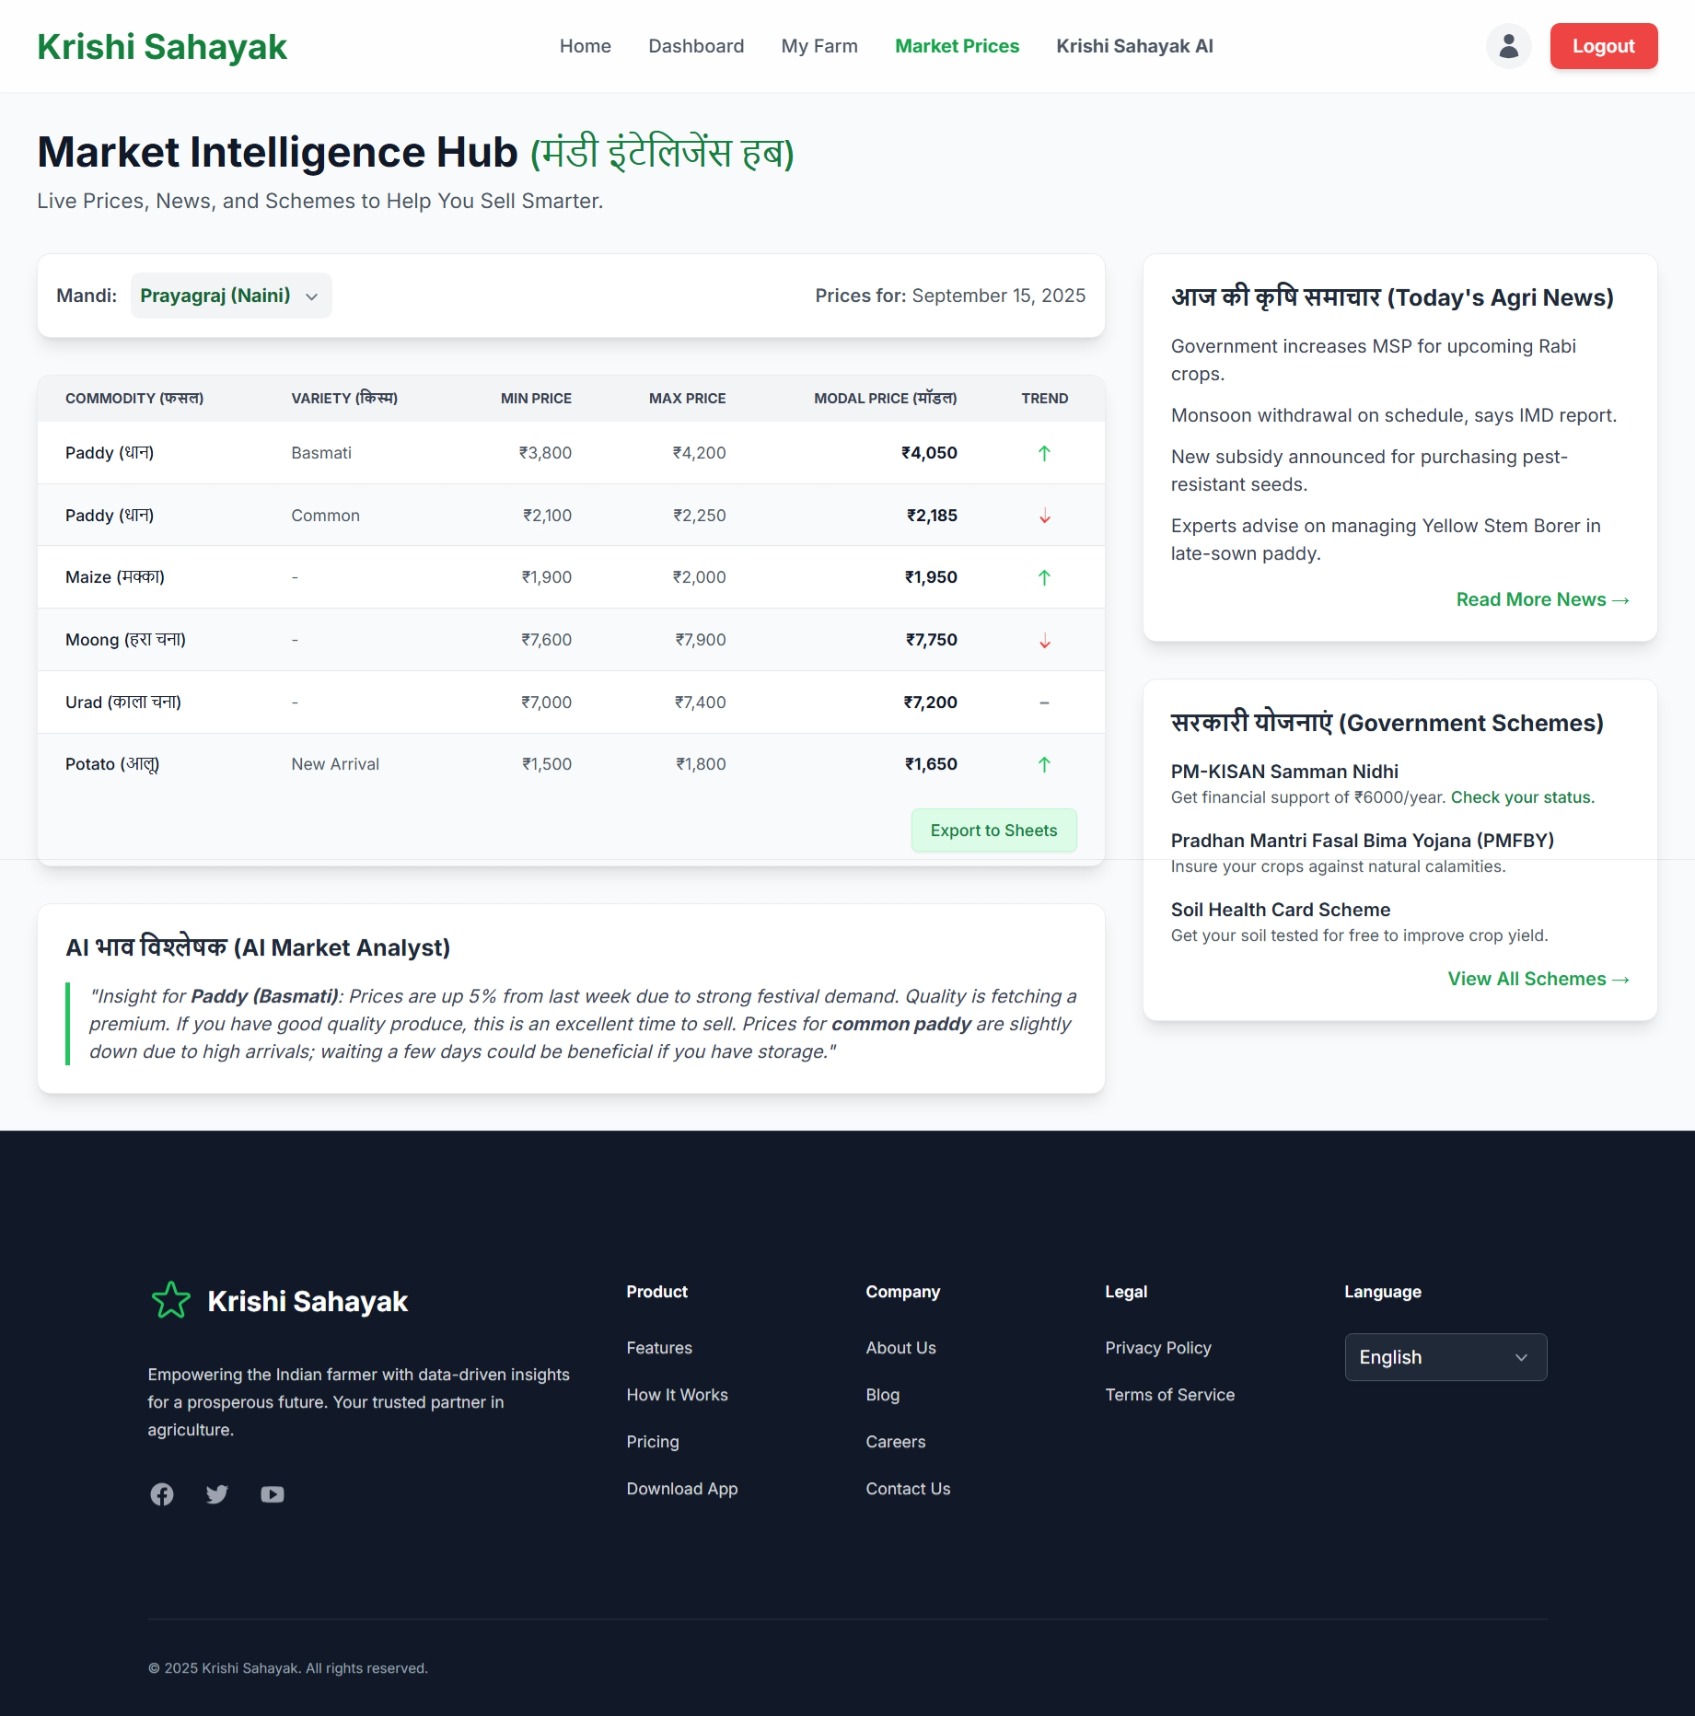 Krishi Sahayak
Home Dashboard My Farm Market Prices Krishi Sahayak AI
Logout
Market Intelligence Hub (मंडी इंटेलिजेंस हब)
Live Prices, News, and Schemes to Help You Sell Smarter.
Mandi: Prayagraj (Naini)
Prices for: September 15, 2025
COMMODITY (फसल) VARIETY (किस्म) MIN PRICE MAX PRICE MODAL PRICE (मॉडल) TREND
Paddy (धान) Basmati ₹3,800 ₹4,200 ₹4,050 ↑
Paddy (धान) Common ₹2,100 ₹2,250 ₹2,185 ↓
Maize (मक्का) - ₹1,900 ₹2,000 ₹1,950 ↑
Moong (हरा चना) - ₹7,600 ₹7,900 ₹7,750 ↓
Urad (काला चना) - ₹7,000 ₹7,400 ₹7,200 –
Potato (आलू) New Arrival ₹1,500 ₹1,800 ₹1,650 ↑
Export to Sheets
AI भाव विश्लेषक (AI Market Analyst)
"Insight for Paddy (Basmati): Prices are up 5% from last week due to strong festival demand. Quality is fetching a
premium. If you have good quality produce, this is an excellent time to sell. Prices for common paddy are slightly
down due to high arrivals; waiting a few days could be beneficial if you have storage."
आज की कृषि समाचार (Today's Agri News)
Government increases MSP for upcoming Rabi
crops.
Monsoon withdrawal on schedule, says IMD report.
New subsidy announced for purchasing pest-
resistant seeds.
Experts advise on managing Yellow Stem Borer in
late-sown paddy.
Read More News →
सरकारी योजनाएं (Government Schemes)
PM-KISAN Samman Nidhi
Get financial support of ₹6000/year. Check your status.
Pradhan Mantri Fasal Bima Yojana (PMFBY)
Insure your crops against natural calamities.
Soil Health Card Scheme
Get your soil tested for free to improve crop yield.
View All Schemes →
Krishi Sahayak
Empowering the Indian farmer with data-driven insights
for a prosperous future. Your trusted partner in
agriculture.
Product
Features
How It Works
Pricing
Download App
Company
About Us
Blog
Careers
Contact Us
Legal
Privacy Policy
Terms of Service
Language
English
© 2025 Krishi Sahayak. All rights reserved.